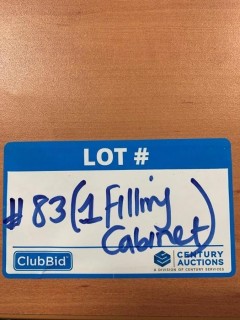 LOT #
#83 (1 Filling
Cabinet)
ClubBid
CENTURY
AUCTIONS
A DIVISION OF CENTURY SERVICES